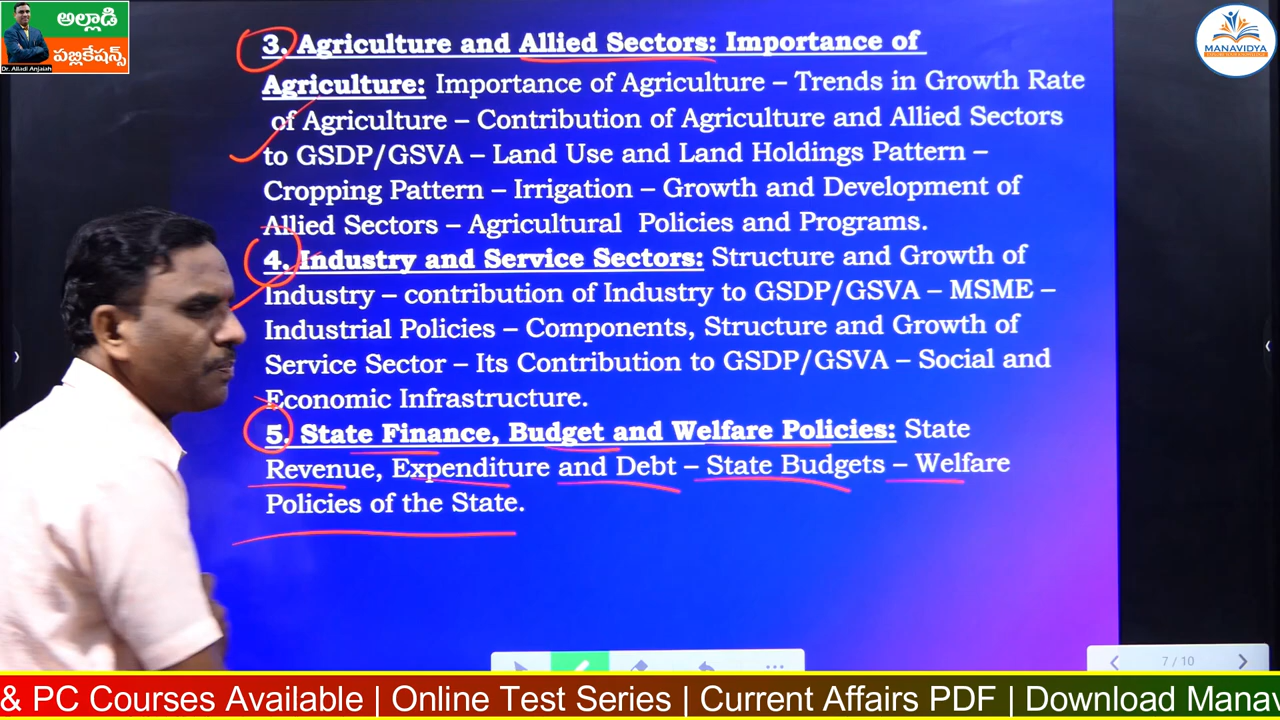 అల్లాడి
పబ్లికేషన్స్
Dr. Alladi Anjaiah
MANAVIDYA
3. Agriculture and Allied Sectors: Importance of
Agriculture: Importance of Agriculture – Trends in Growth Rate
of Agriculture – Contribution of Agriculture and Allied Sectors
to GSDP/GSVA – Land Use and Land Holdings Pattern –
Cropping Pattern – Irrigation – Growth and Development of
Allied Sectors – Agricultural Policies and Programs.
4. Industry and Service Sectors: Structure and Growth of
Industry – contribution of Industry to GSDP/GSVA – MSME –
Industrial Policies – Components, Structure and Growth of
Service Sector – Its Contribution to GSDP/GSVA – Social and
Economic Infrastructure.
5. State Finance, Budget and Welfare Policies: State
Revenue, Expenditure and Debt – State Budgets – Welfare
Policies of the State.
7 / 10
& PC Courses Available | Online Test Series | Current Affairs PDF | Download Manav